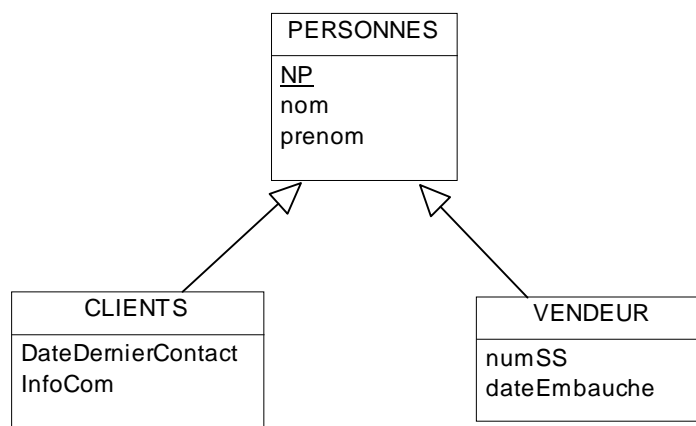 PERSONNES
NP
nom
prenom
CLIENTS
DateDernierContact
InfoCom
VENDEUR
numSS
dateEmbauche